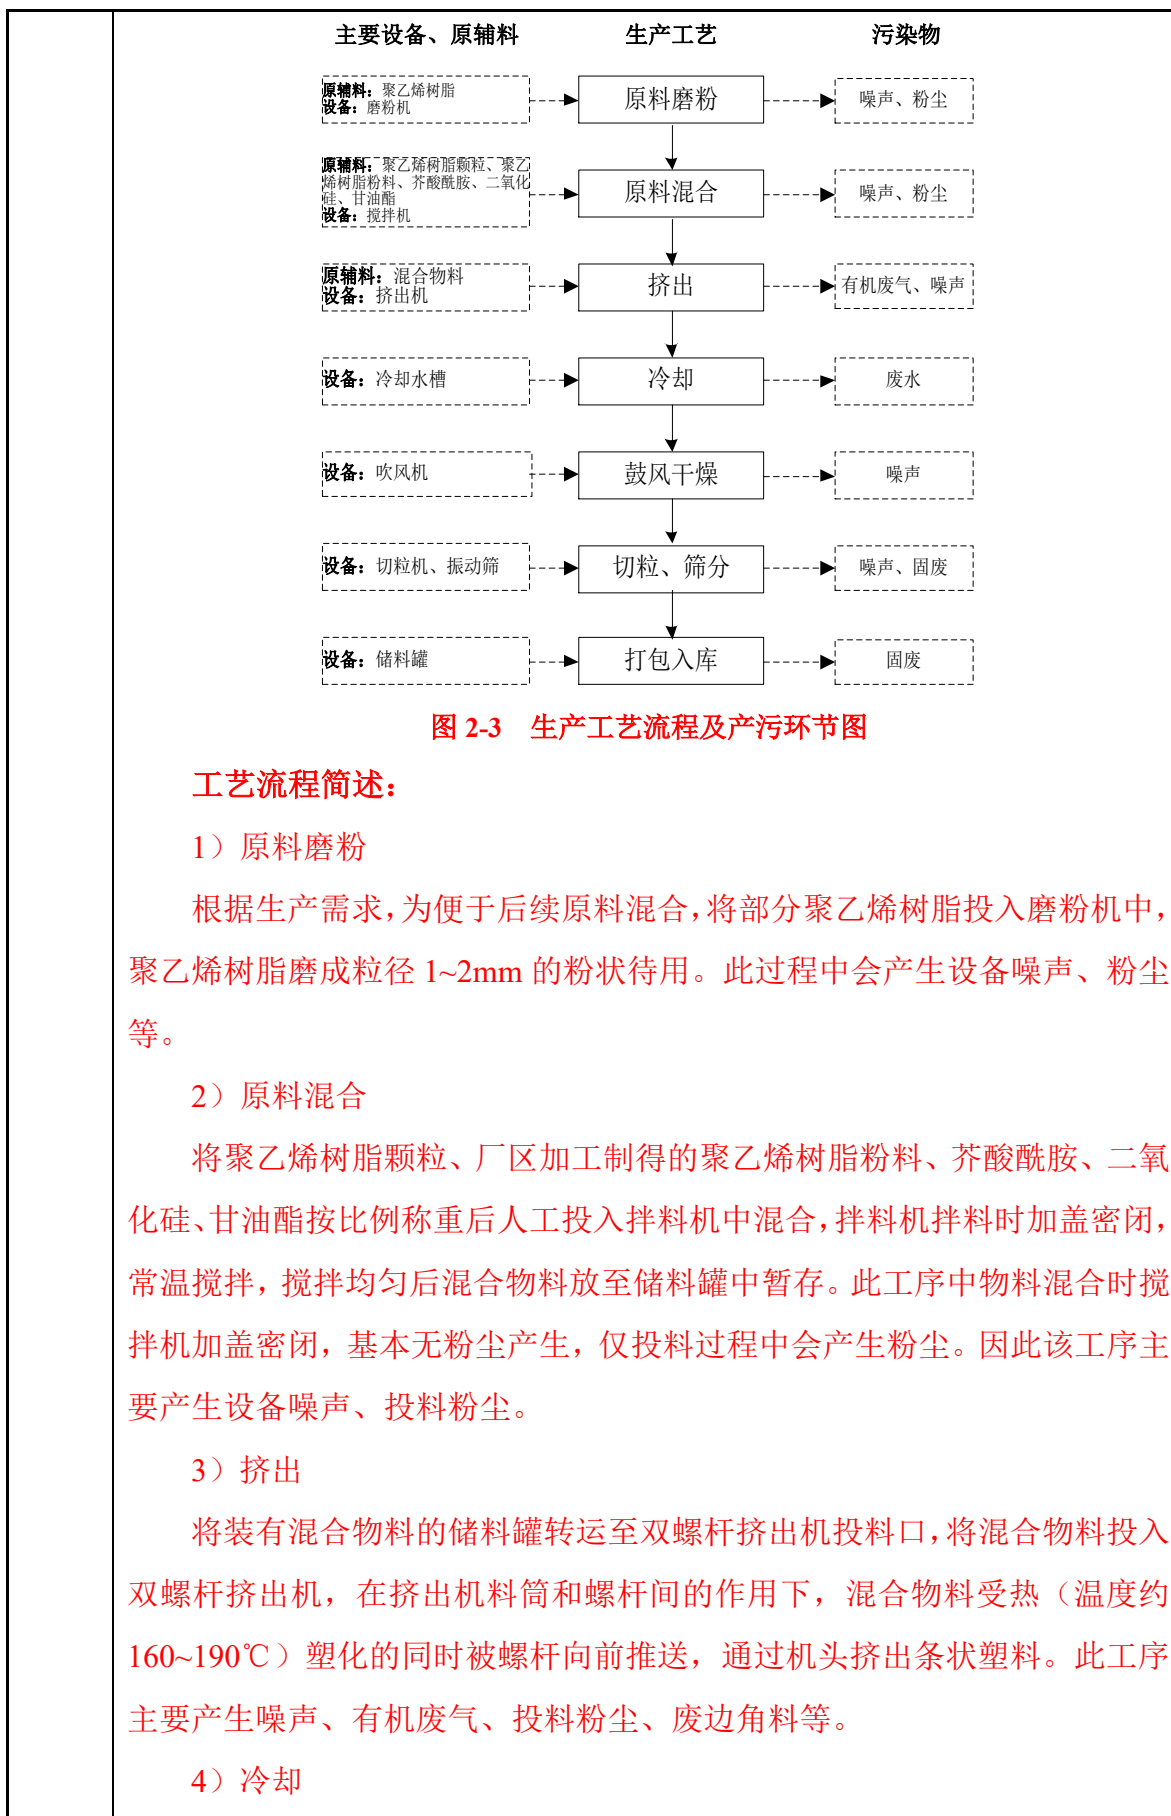 主要设备、原辅料 生产工艺 污染物
原辅料：聚乙烯树脂
设备：磨粉机
原料磨粉
噪声、粉尘
原辅料：聚乙烯树脂颗粒、聚乙
烯树脂粉料、芥酸酰胺、二氧化
硅、甘油酯
设备：搅拌机
原料混合
噪声、粉尘
原辅料：混合物料
设备：挤出机
挤出
有机废气、噪声
设备：冷却水槽
冷却
废水
设备：吹风机
鼓风干燥
噪声
设备：切粒机、振动筛
切粒、筛分
噪声、固废
设备：储料罐
打包入库
固废
图 2-3 生产工艺流程及产污环节图
工艺流程简述：
1）原料磨粉
根据生产需求，为便于后续原料混合，将部分聚乙烯树脂投入磨粉机中，
聚乙烯树脂磨成粒径 1~2mm 的粉状待用。此过程中会产生设备噪声、粉尘
等。
2）原料混合
将聚乙烯树脂颗粒、厂区加工制得的聚乙烯树脂粉料、芥酸酰胺、二氧
化硅、甘油酯按比例称重后人工投入拌料机中混合，拌料机拌料时加盖密闭，
常温搅拌，搅拌均匀后混合物料放至储料罐中暂存。此工序中物料混合时搅
拌机加盖密闭，基本无粉尘产生，仅投料过程中会产生粉尘。因此该工序主
要产生设备噪声、投料粉尘。
3）挤出
将装有混合物料的储料罐转运至双螺杆挤出机投料口，将混合物料投入
双螺杆挤出机，在挤出机料筒和螺杆间的作用下，混合物料受热（温度约
160~190℃）塑化的同时被螺杆向前推送，通过机头挤出条状塑料。此工序
主要产生噪声、有机废气、投料粉尘、废边角料等。
4）冷却